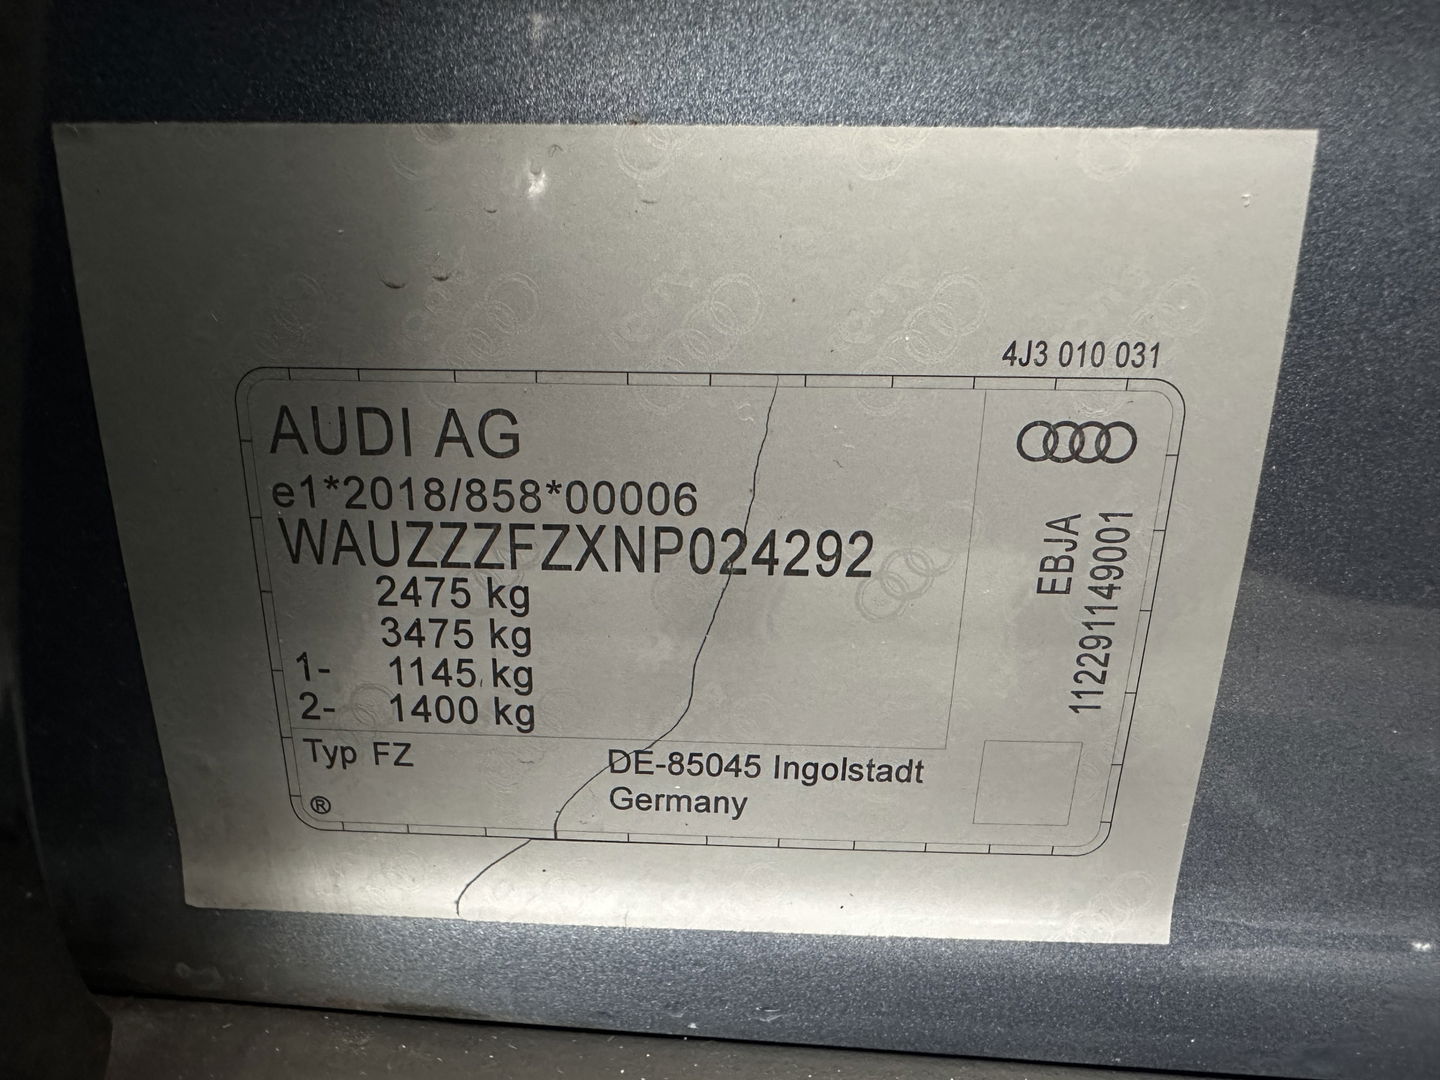 4J3 010 031
AUDI AG
e1*2018/858*00006
WAUZZZFZXNP024292
2475 kg
3475 kg
1- 1145 kg
2- 1400 kg
Typ FZ
DE-85045 Ingolstadt
Germany
®
EBJA
112291149001